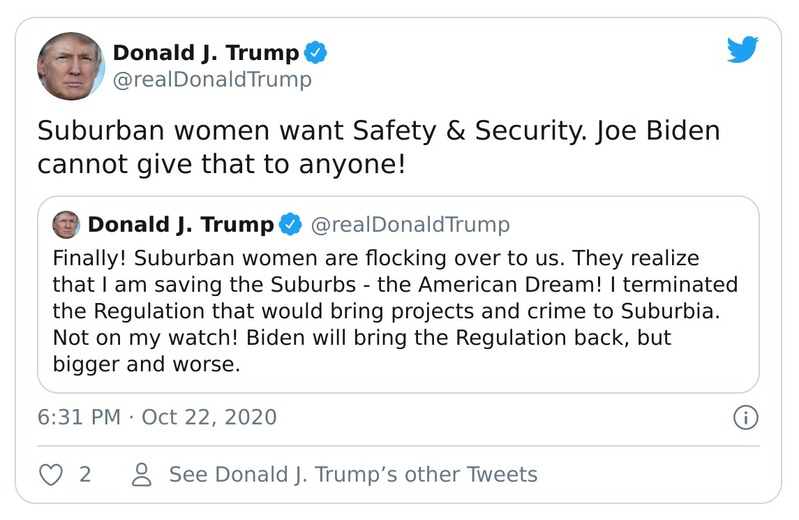 Donald J. Trump
@realDonaldTrump
Suburban women want Safety & Security. Joe Biden
cannot give that to anyone!
Donald J. Trump @realDonaldTrump
Finally! Suburban women are flocking over to us. They realize
that I am saving the Suburbs - the American Dream! I terminated
the Regulation that would bring projects and crime to Suburbia.
Not on my watch! Biden will bring the Regulation back, but
bigger and worse.
6:31 PM · Oct 22, 2020
2 See Donald J. Trump’s other Tweets